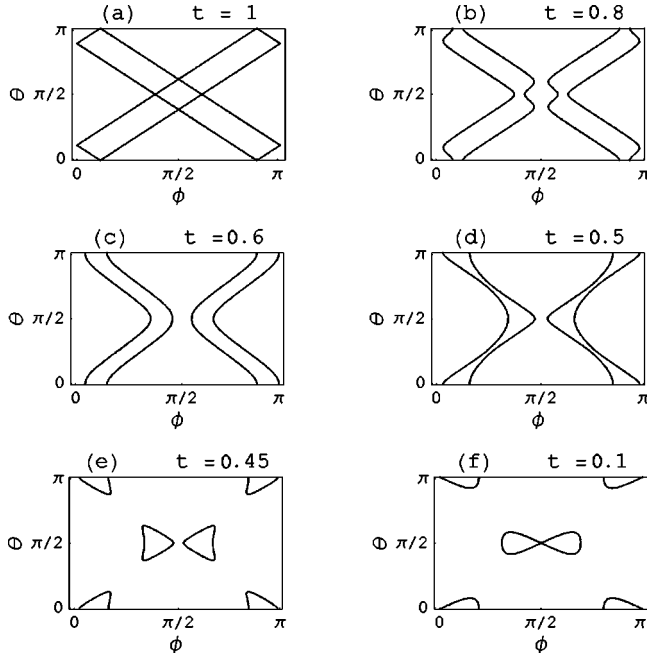 (a) t = 1
π
Θ π/2
0
0 π/2 π
ϕ
(b) t = 0.8
π
Θ π/2
0
0 π/2 π
ϕ
(c) t = 0.6
π
Θ π/2
0
0 π/2 π
ϕ
(d) t = 0.5
π
Θ π/2
0
0 π/2 π
ϕ
(e) t = 0.45
π
Θ π/2
0
0 π/2 π
ϕ
(f) t = 0.1
π
Θ π/2
0
0 π/2 π
ϕ